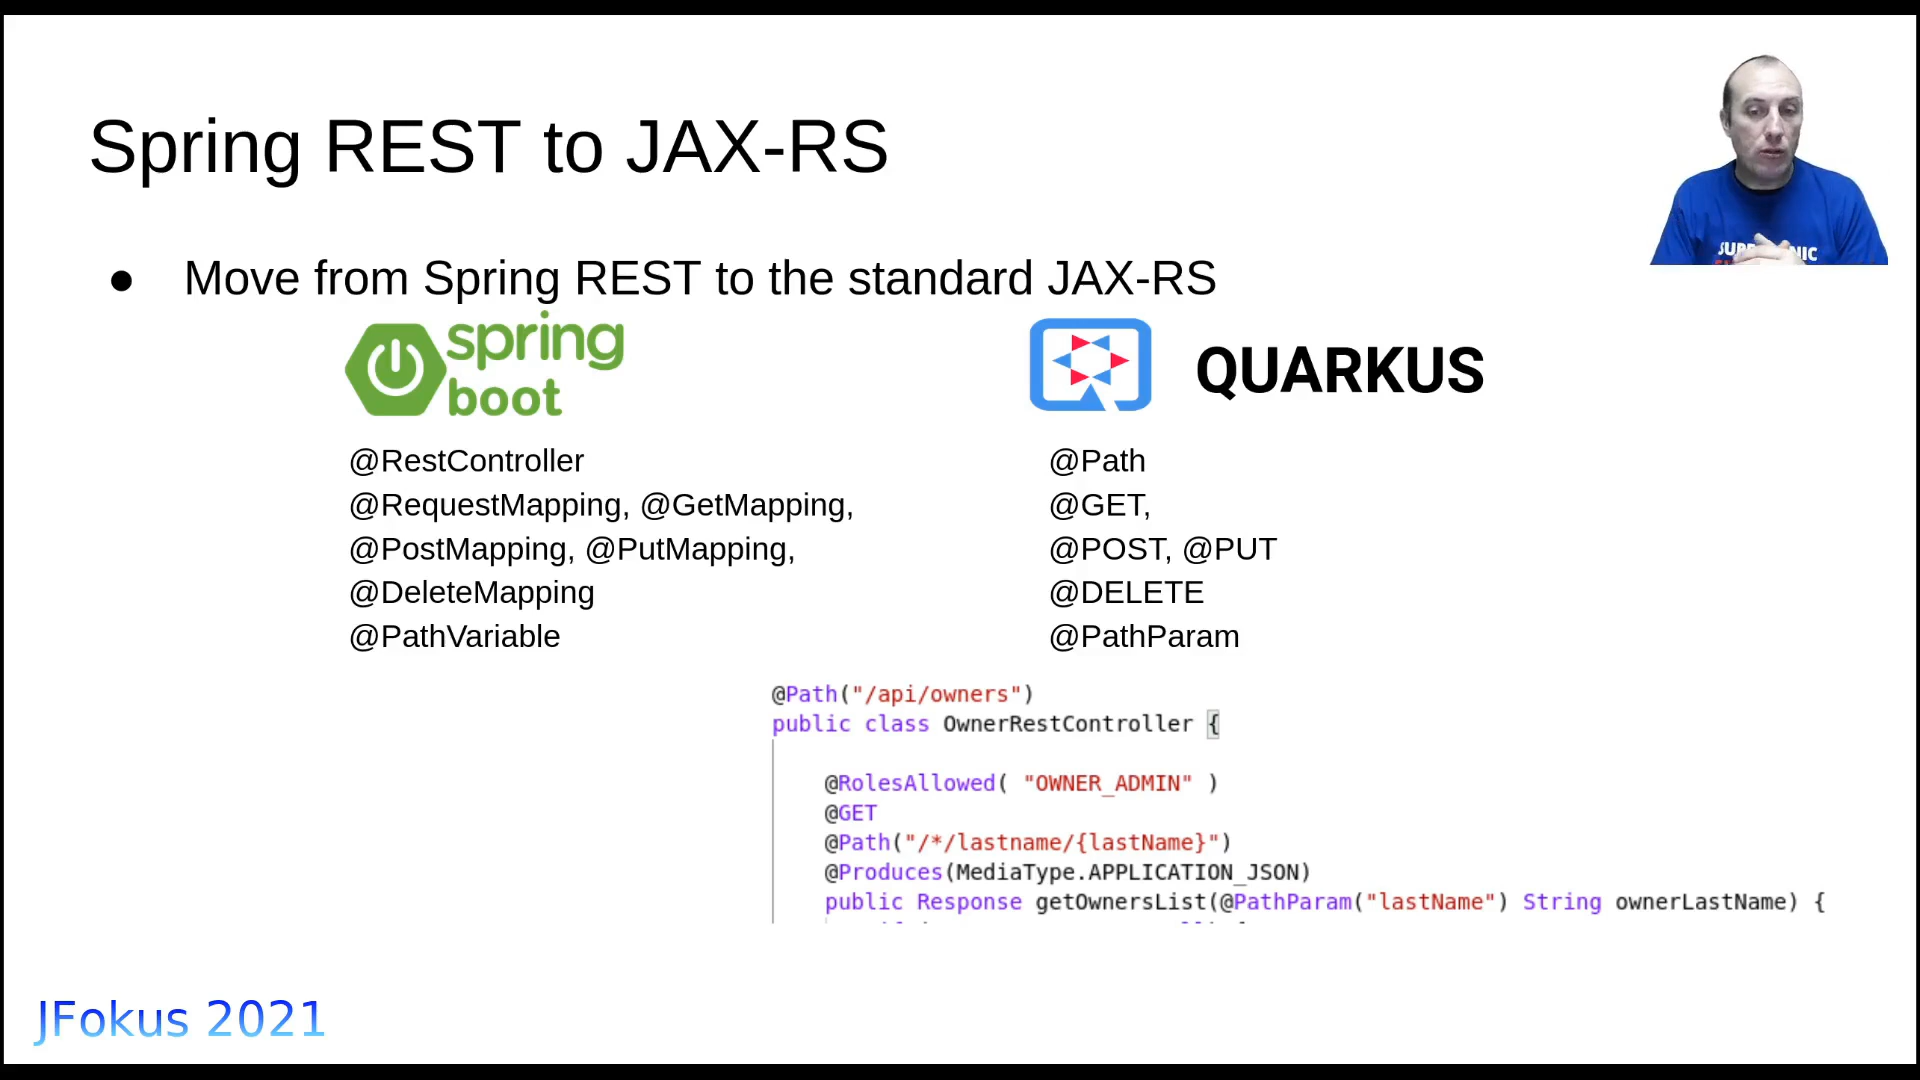 Spring REST to JAX-RS
● Move from Spring REST to the standard JAX-RS
spring
boot
QUARKUS
@RestController
@RequestMapping, @GetMapping,
@PostMapping, @PutMapping,
@DeleteMapping
@PathVariable
@Path
@GET,
@POST, @PUT
@DELETE
@PathParam
@Path("/api/owners")
public class OwnerRestController {
@RolesAllowed( "OWNER_ADMIN" )
@GET
@Path("/*/lastname/{lastName}")
@Produces(MediaType.APPLICATION_JSON)
public Response getOwnersList(@PathParam("lastName") String ownerLastName) {
JFokus 2021